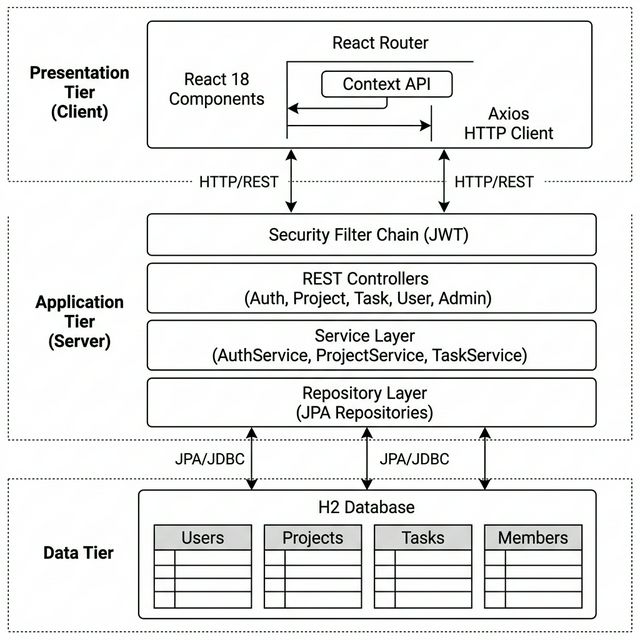 Presentation
Tier
(Client)
React Router
React 18
Components
Context API
Axios
HTTP Client
HTTP/REST
HTTP/REST
Application
Tier
(Server)
Security Filter Chain (JWT)
REST Controllers
(Auth, Project, Task, User, Admin)
Service Layer
(AuthService, ProjectService, TaskService)
Repository Layer
(JPA Repositories)
JPA/JDBC
JPA/JDBC
Data Tier
H2 Database
Users
Projects
Tasks
Members